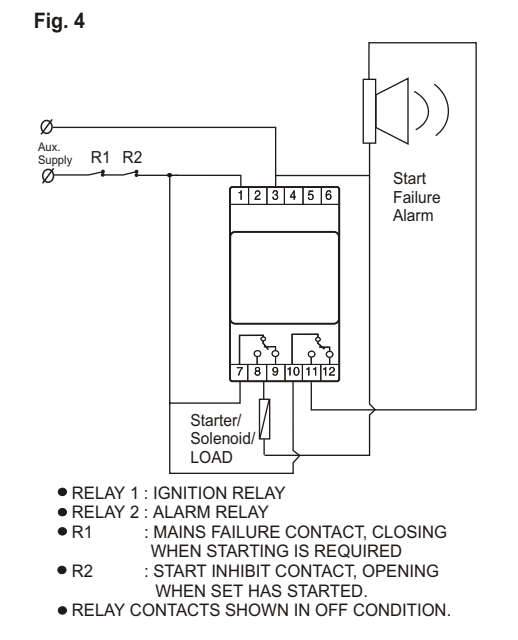 Fig. 4
Aux.
Supply
R1 R2
Start
Failure
Alarm
1 2 3 4 5 6
7 8 9 10 11 12
Starter/
Solenoid/
LOAD
● RELAY 1 : IGNITION RELAY
● RELAY 2 : ALARM RELAY
● R1 : MAINS FAILURE CONTACT, CLOSING
WHEN STARTING IS REQUIRED
● R2 : START INHIBIT CONTACT, OPENING
WHEN SET HAS STARTED.
● RELAY CONTACTS SHOWN IN OFF CONDITION.